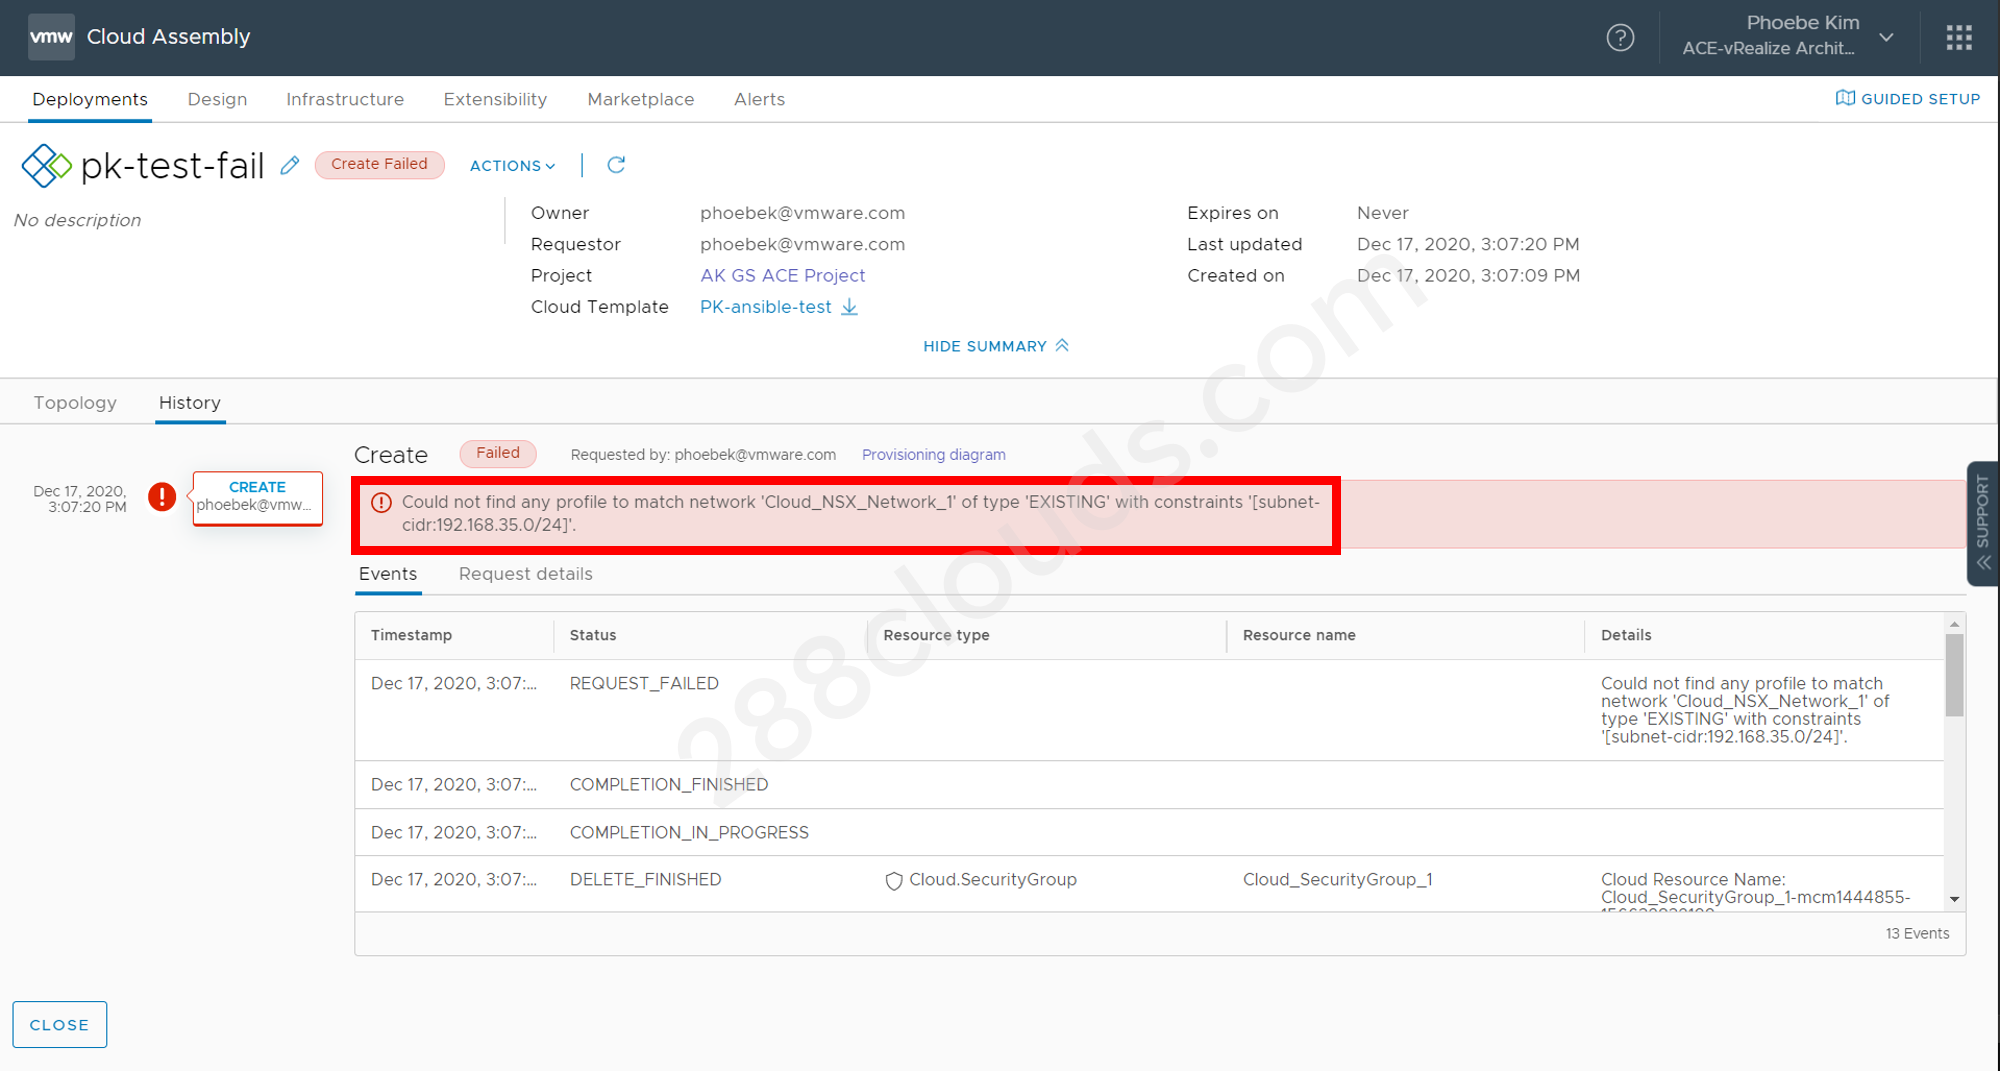 vmw Cloud Assembly
Phoebe Kim
ACE-vRealize Archit...
Deployments Design Infrastructure Extensibility Marketplace Alerts
GUIDED SETUP
pk-test-fail Create Failed ACTIONS
No description
Owner phoebek@vmware.com Expires on Never
Requestor phoebek@vmware.com Last updated Dec 17, 2020, 3:07:20 PM
Project AK GS ACE Project Created on Dec 17, 2020, 3:07:09 PM
Cloud Template PK-ansible-test
HIDE SUMMARY
Topology History
Create Failed Requested by: phoebek@vmware.com Provisioning diagram
Dec 17, 2020,
3:07:20 PM
CREATE
phoebek@vmw...
Could not find any profile to match network 'Cloud_NSX_Network_1' of type 'EXISTING' with constraints '[subnet-
cidr:192.168.35.0/24]'.
SUPPORT
Events Request details
Timestamp Status Resource type Resource name Details
Dec 17, 2020, 3:07:... REQUEST_FAILED
Could not find any profile to match
network 'Cloud_NSX_Network_1' of
type 'EXISTING' with constraints
'[subnet-cidr:192.168.35.0/24]'.
Dec 17, 2020, 3:07:... COMPLETION_FINISHED
Dec 17, 2020, 3:07:... COMPLETION_IN_PROGRESS
Dec 17, 2020, 3:07:... DELETE_FINISHED Cloud.SecurityGroup Cloud_SecurityGroup_1
Cloud Resource Name:
Cloud_SecurityGroup_1-mcm1444855-
13 Events
CLOSE
288clouds.com